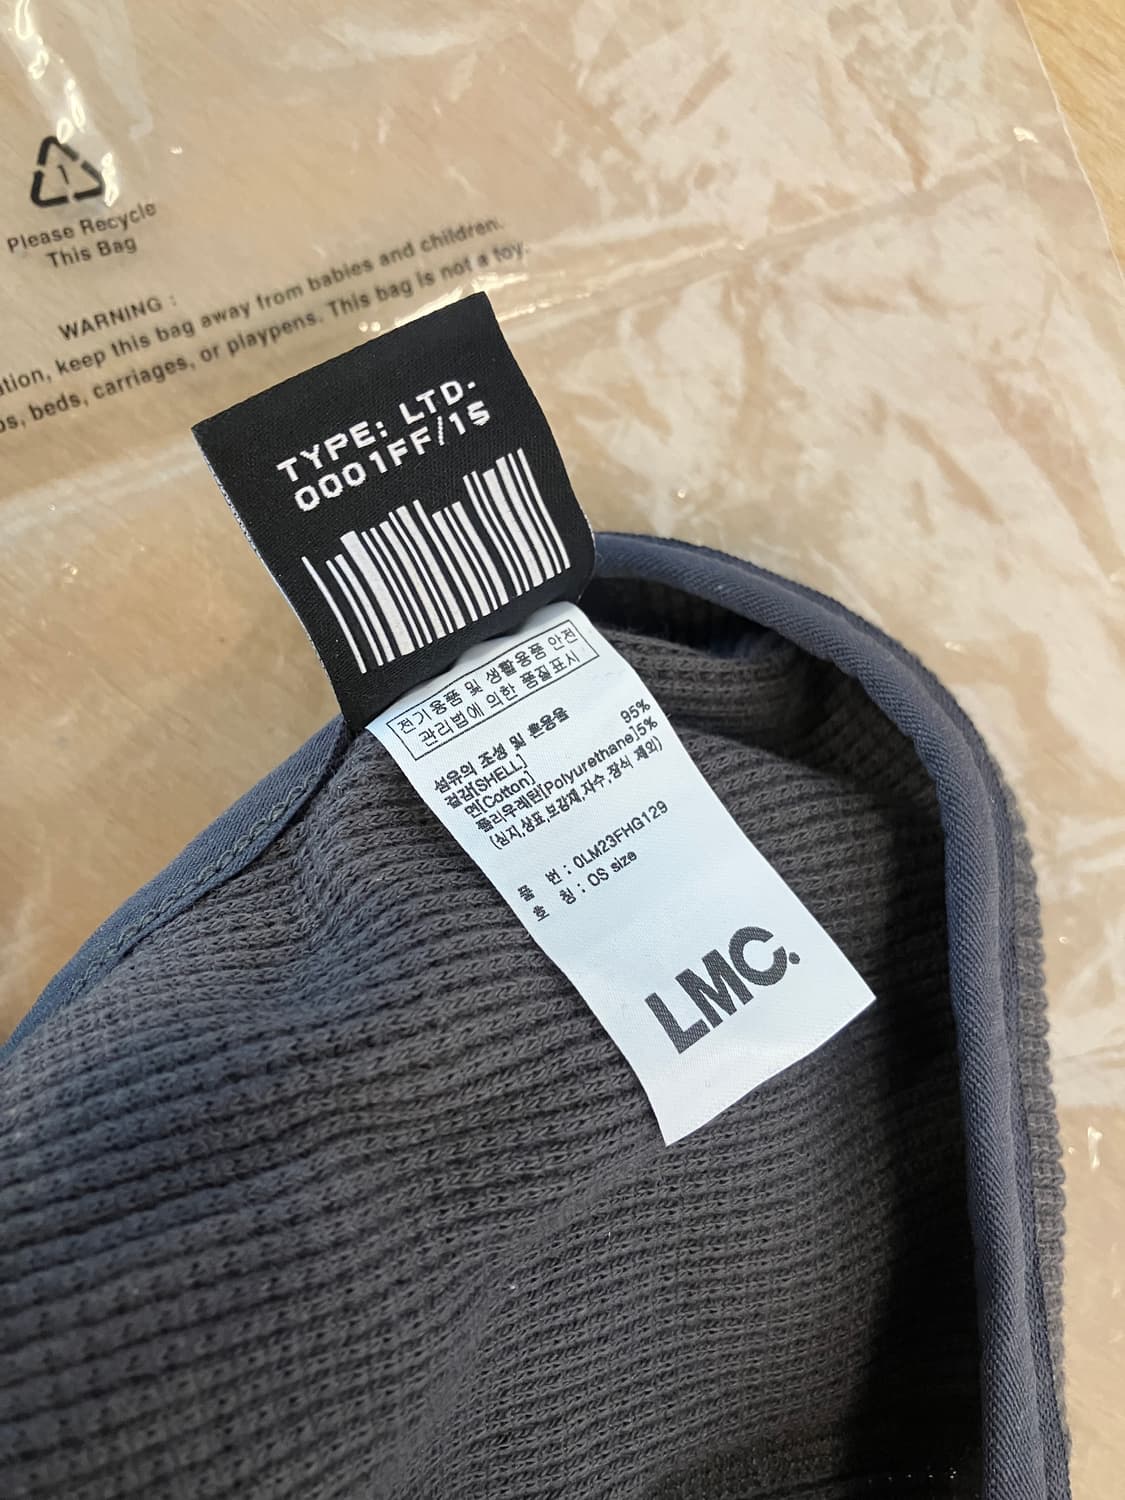 1
Please Recycle
This Bag
WARNING :
keep this bag away from babies and children.
beds, carriages, or playpens. This bag is not a toy.
TYPE: LTD.
0001FF/15
전기용품 및 생활용품 안전
관리법에 의한 품질표시
섬유의 조성 및 혼용율
겉감[SHELL]
면[Cotton] 95%
폴리우레탄[Polyurethane]5%
(심지,상표,보강재,자수,장식 제외)
품 번 : 0LM23FHG129
호 칭 : OS size
LMC.